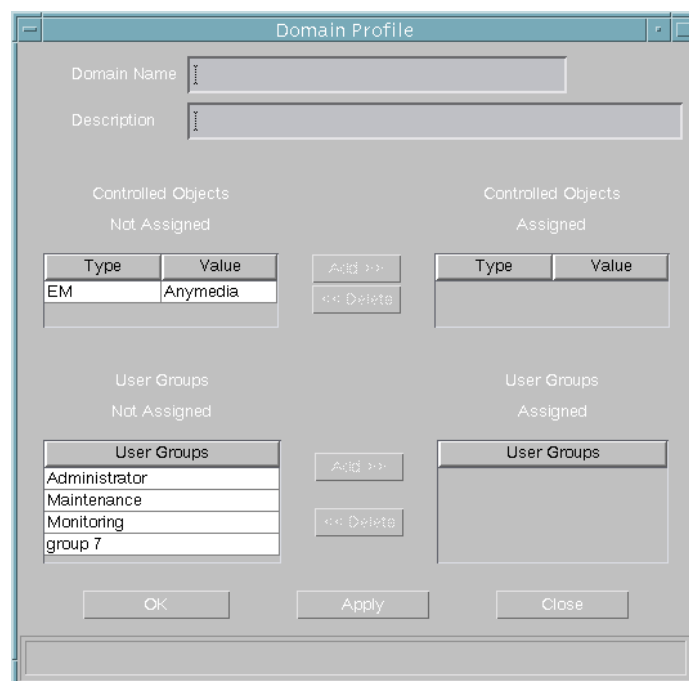 Domain Profile
Domain Name
Description
Controlled Objects
Not Assigned
Controlled Objects
Assigned
Type Value
EM Anymedia
Add >>
<< Delete
Type Value
User Groups
Not Assigned
User Groups
Assigned
User Groups
Administrator
Maintenance
Monitoring
group 7
Add >>
<< Delete
User Groups
OK Apply Close